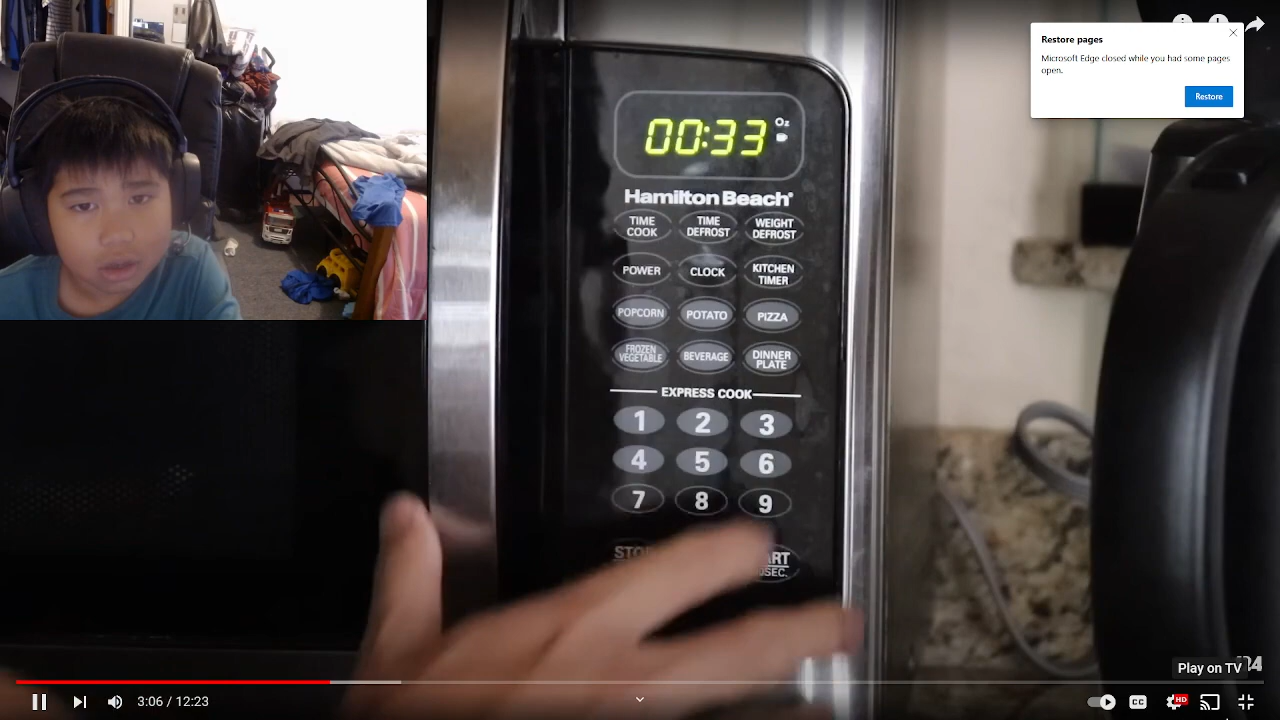 Restore pages
Microsoft Edge closed while you had some pages
open.
Restore
00:33
Oz
Hamilton Beach
TIME
COOK
TIME
DEFROST
WEIGHT
DEFROST
POWER
CLOCK
KITCHEN
TIMER
POPCORN
POTATO
PIZZA
FROZEN
VEGETABLE
BEVERAGE
DINNER
PLATE
EXPRESS COOK
1
2
3
4
5
6
7
8
9
Play on TV
3:06 / 12:23
CC
HD